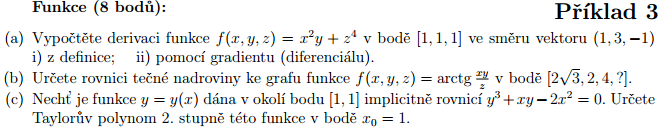 Funkce (8 bodů):
Příklad 3
(a) Vypočtěte derivaci funkce f(x, y, z) = x²y + z⁴ v bodě [1, 1, 1] ve směru vektoru (1, 3, −1)
i) z definice; ii) pomocí gradientu (diferenciálu).
(b) Určete rovnici tečné nadroviny ke grafu funkce f(x, y, z) = arctg xy/z v bodě [2√3, 2, 4, ?].
(c) Nechť je funkce y = y(x) dána v okolí bodu [1, 1] implicitně rovnicí y³ + xy − 2x² = 0. Určete
Taylorův polynom 2. stupně této funkce v bodě x₀ = 1.